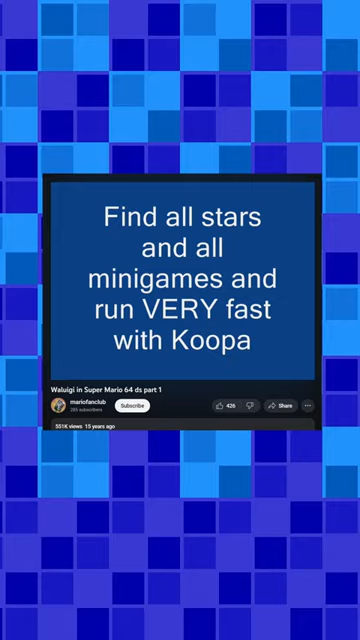 Find all stars
and all
minigames and
run VERY fast
with Koopa
Waluigi in Super Mario 64 ds part 1
mariofanclub
Subscribe
426
Share
551K views 15 years ago